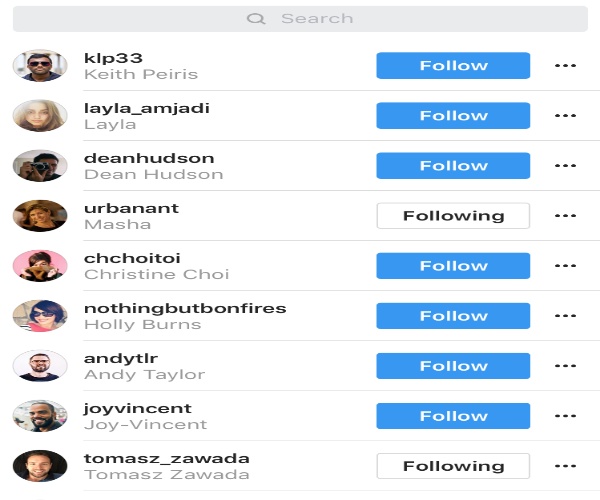 Search
klp33
Keith Peiris
Follow
layla_amjadi
Layla
Follow
deanhudson
Dean Hudson
Follow
urbanant
Masha
Following
chchoitoi
Christine Choi
Follow
nothingbutbonfires
Holly Burns
Follow
andytlr
Andy Taylor
Follow
joyvincent
Joy-Vincent
Follow
tomasz_zawada
Tomasz Zawada
Following